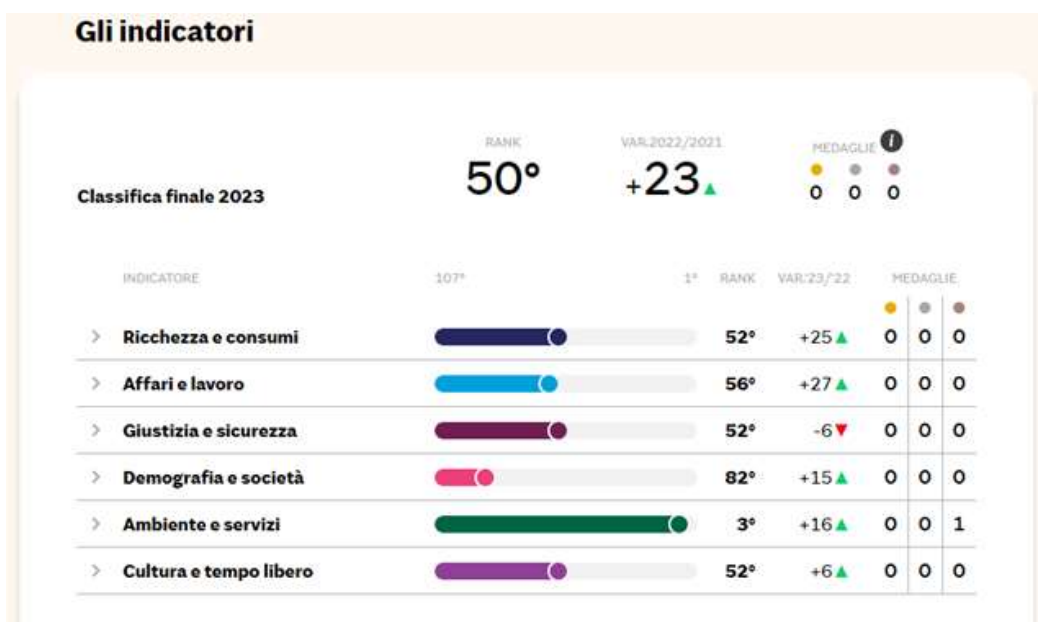 Gli indicatori
RANK VAR.2022/2021 MEDAGLIE i
Classifica finale 2023 50° +23▲ 0 0 0
INDICATORE 107° 1° RANK VAR.'23/'22 MEDAGLIE
> Ricchezza e consumi 52° +25▲ 0 0 0
> Affari e lavoro 56° +27▲ 0 0 0
> Giustizia e sicurezza 52° -6▼ 0 0 0
> Demografia e società 82° +15▲ 0 0 0
> Ambiente e servizi 3° +16▲ 0 0 1
> Cultura e tempo libero 52° +6▲ 0 0 0